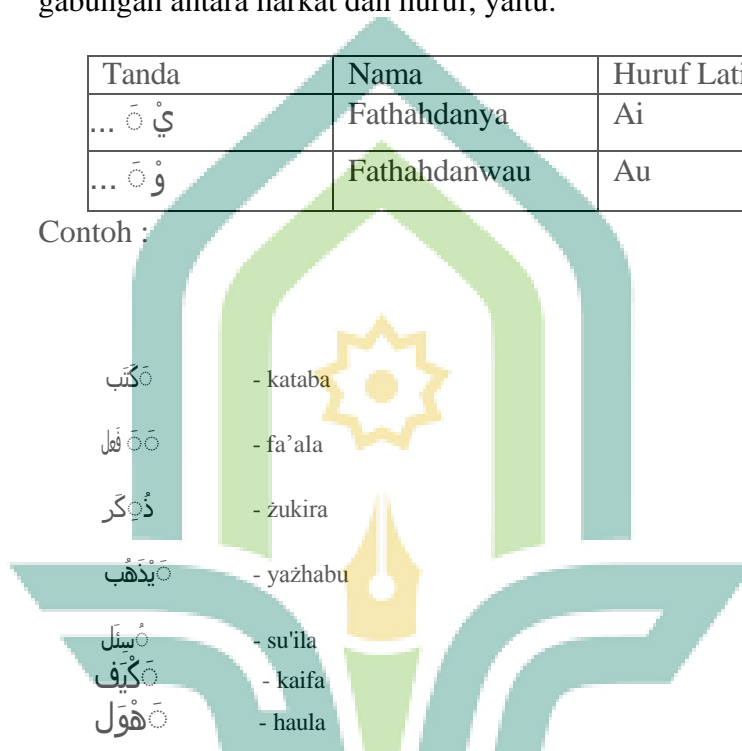 gabungan antara harkat dan huruf, yaitu:
Tanda Nama Huruf Lati
... َ يْ Fathahdanya Ai
... َ وْ Fathahdanwau Au
Contoh :
كَتَب - kataba
فَعَل - fa’ala
ذُكِر - żukira
يَذْهَب - yażhabu
سُئِل - su'ila
كَيْف - kaifa
هَوْل - haula